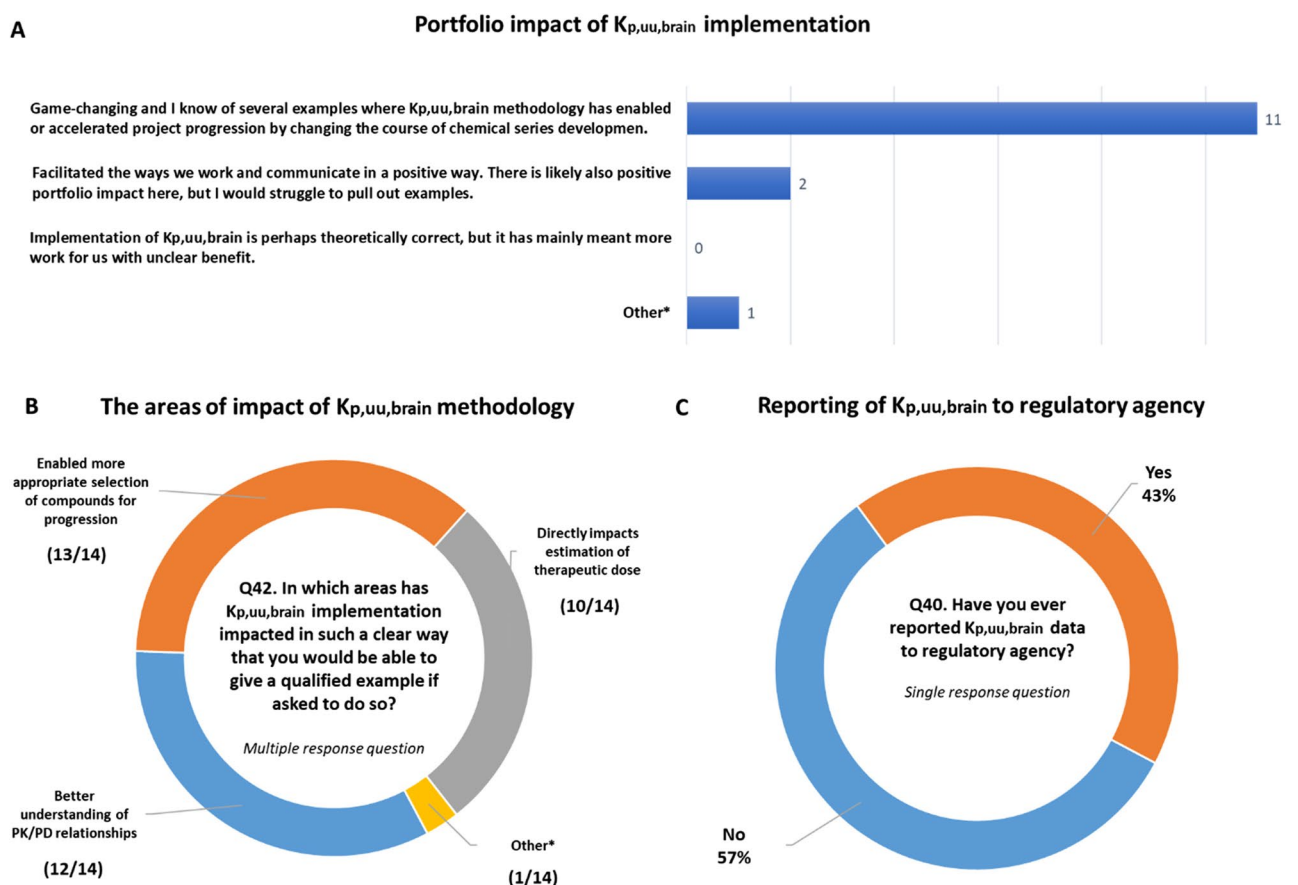 A
Portfolio impact of Kp,uu,brain implementation
Game-changing and I know of several examples where Kp,uu,brain methodology has enabled
or accelerated project progression by changing the course of chemical series developmen.
11
Facilitated the ways we work and communicate in a positive way. There is likely also positive
portfolio impact here, but I would struggle to pull out examples.
2
Implementation of Kp,uu,brain is perhaps theoretically correct, but it has mainly meant more
work for us with unclear benefit.
0
Other*
1
B
The areas of impact of Kp,uu,brain methodology
Enabled more
appropriate selection
of compounds for
progression
(13/14)
Directly impacts
estimation of
therapeutic dose
(10/14)
Q42. In which areas has
Kp,uu,brain implementation
impacted in such a clear way
that you would be able to
give a qualified example if
asked to do so?
Multiple response question
Better
understanding of
PK/PD relationships
(12/14)
Other*
(1/14)
C
Reporting of Kp,uu,brain to regulatory agency
Yes
43%
Q40. Have you ever
reported Kp,uu,brain data
to regulatory agency?
Single response question
No
57%